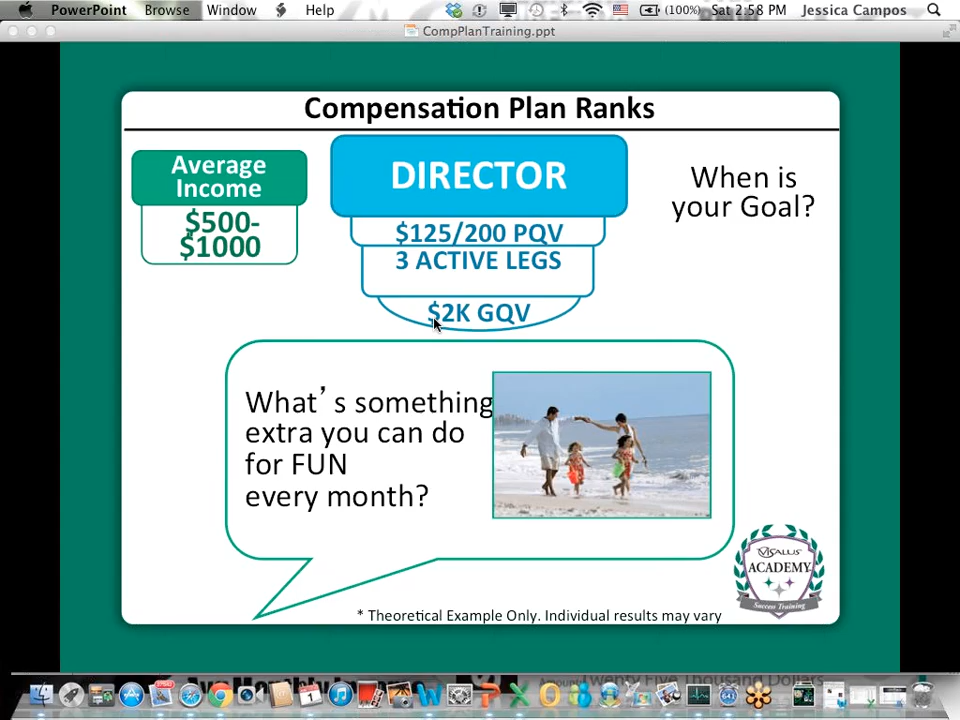 PowerPoint Browse Window Help (100%) Sat 2:58 PM Jessica Campos
CompPlanTraining.ppt
Compensation Plan Ranks
Average
Income
$500-
$1000
DIRECTOR
$125/200 PQV
3 ACTIVE LEGS
$2K GQV
When is
your Goal?
What’s something
extra you can do
for FUN
every month?
VISALUS
ACADEMY
Success Training
* Theoretical Example Only. Individual results may vary